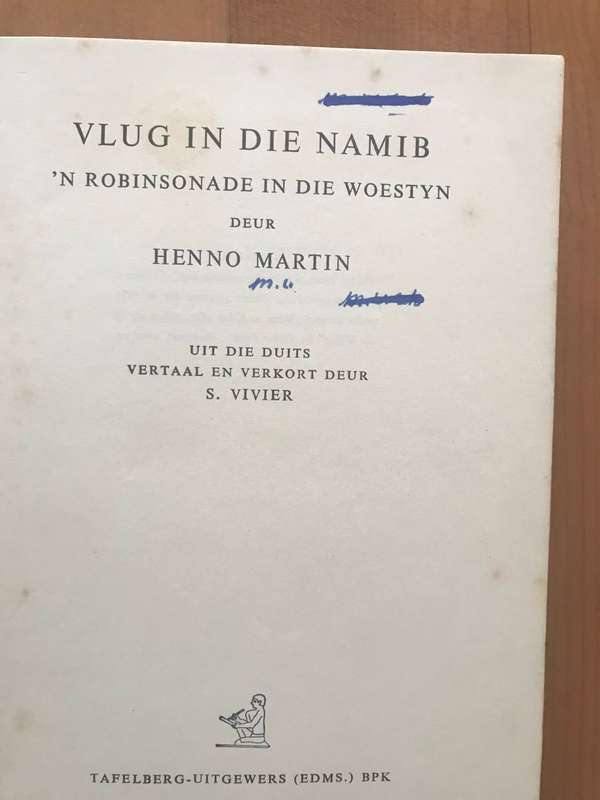 VLUG IN DIE NAMIB
'N ROBINSONADE IN DIE WOESTYN
DEUR
HENNO MARTIN
UIT DIE DUITS
VERTAAL EN VERKORT DEUR
S. VIVIER
TAFELBERG-UITGEWERS (EDMS.) BPK